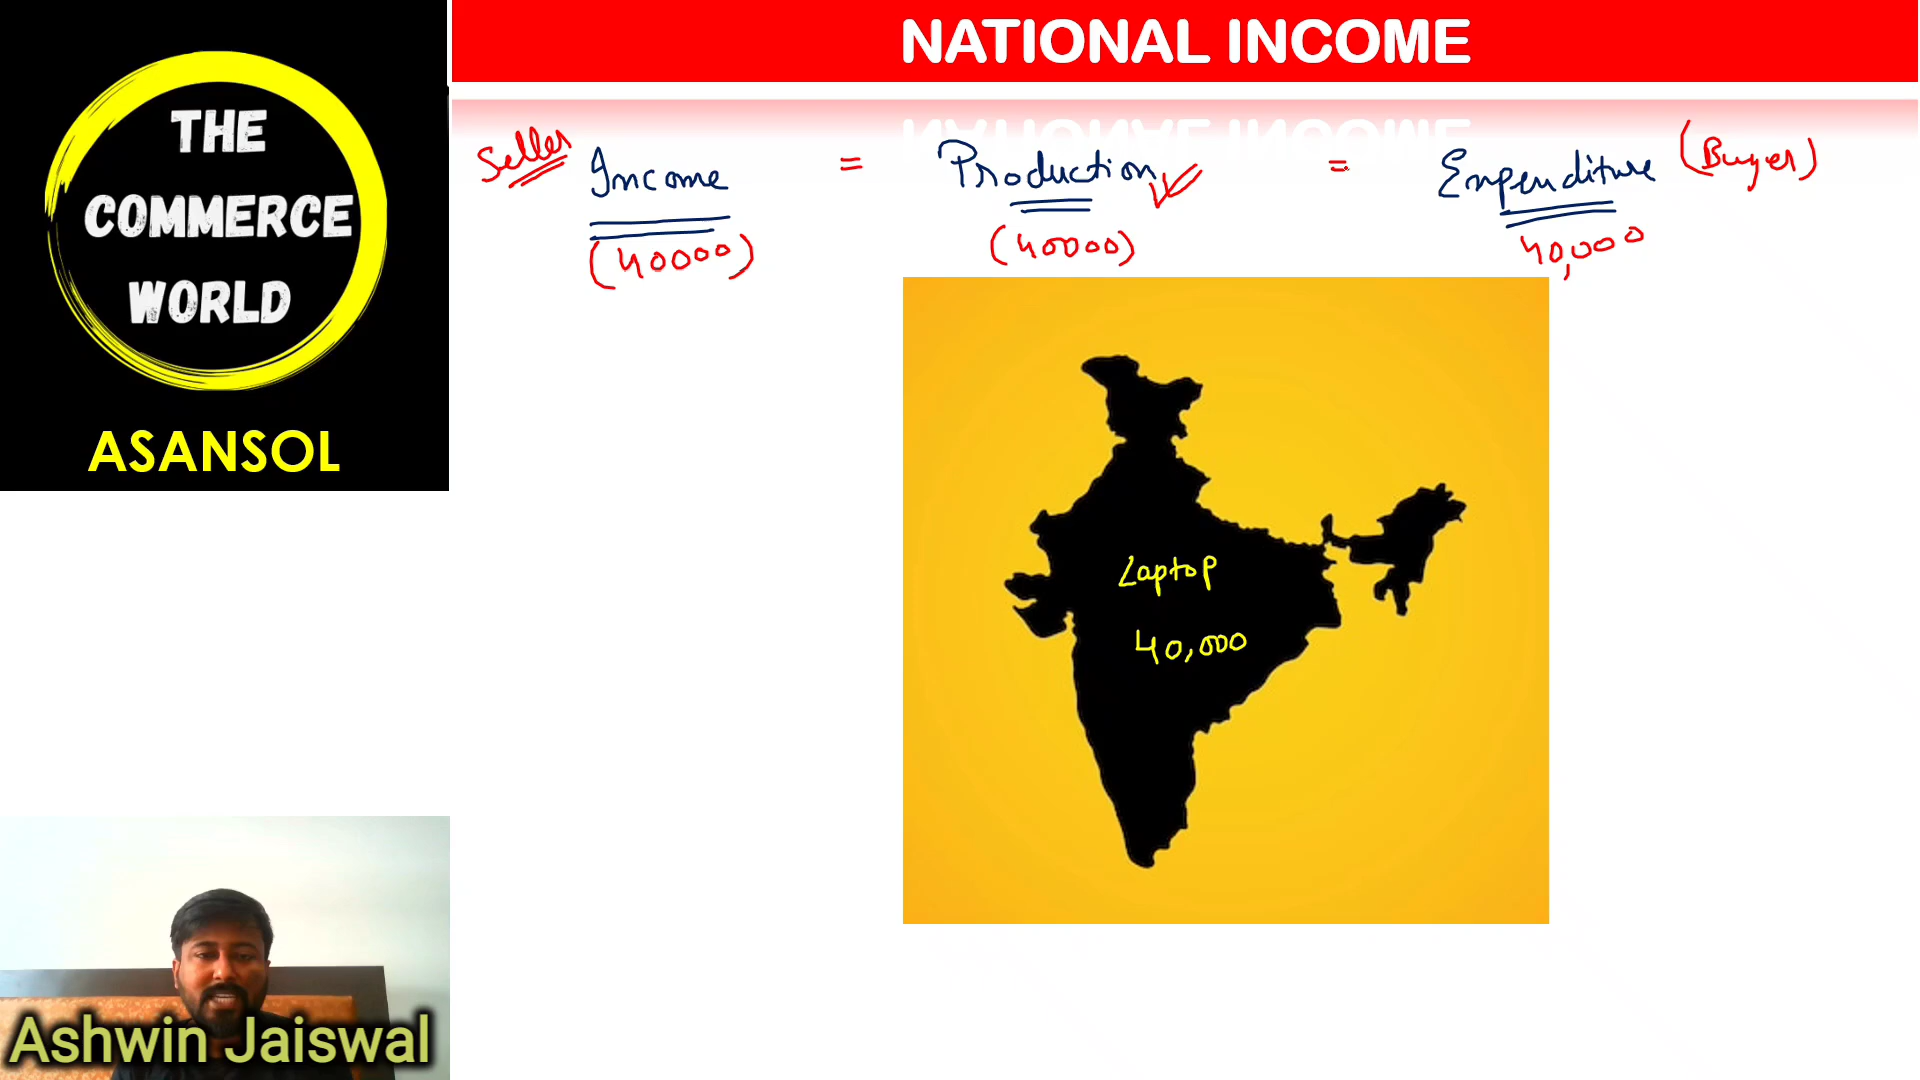 THE
COMMERCE
WORLD
ASANSOL
NATIONAL INCOME
Seller Income = Production = Expenditure (Buyer)
(40000) (40000) 40,000
Laptop
40,000
Ashwin Jaiswal